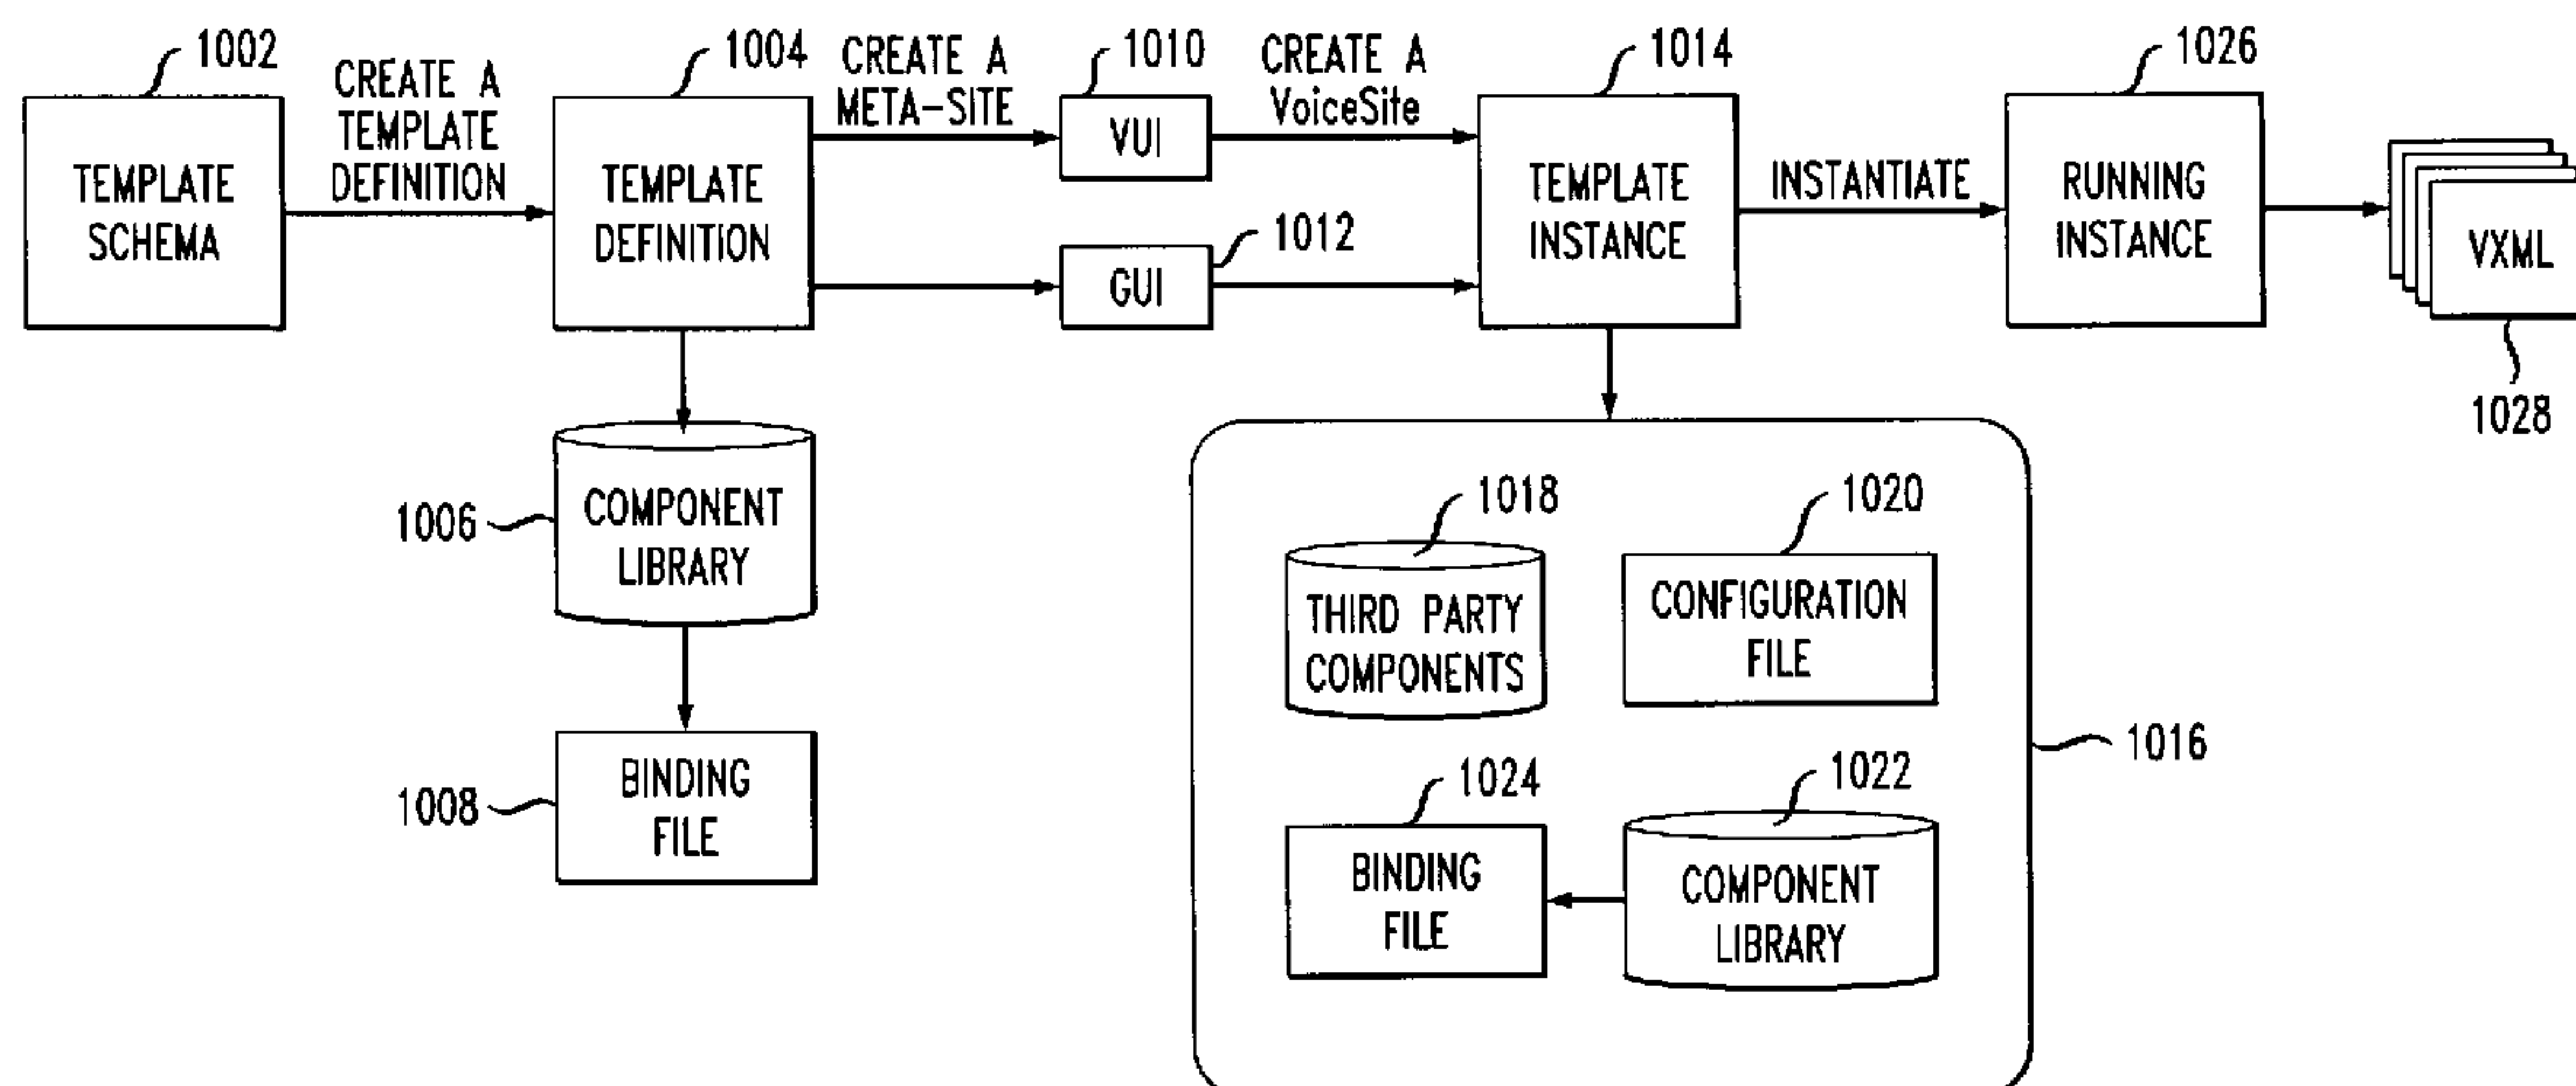 1002
CREATE A
TEMPLATE
DEFINITION
TEMPLATE
SCHEMA
1004
TEMPLATE
DEFINITION
CREATE A
META-SITE
1010
VUI
1012
GUI
CREATE A
VoiceSite
1014
TEMPLATE
INSTANCE
INSTANTIATE
1026
RUNNING
INSTANCE
VXML
1028
1006
COMPONENT
LIBRARY
1008
BINDING
FILE
1018
THIRD PARTY
COMPONENTS
1020
CONFIGURATION
FILE
1016
1024
BINDING
FILE
1022
COMPONENT
LIBRARY